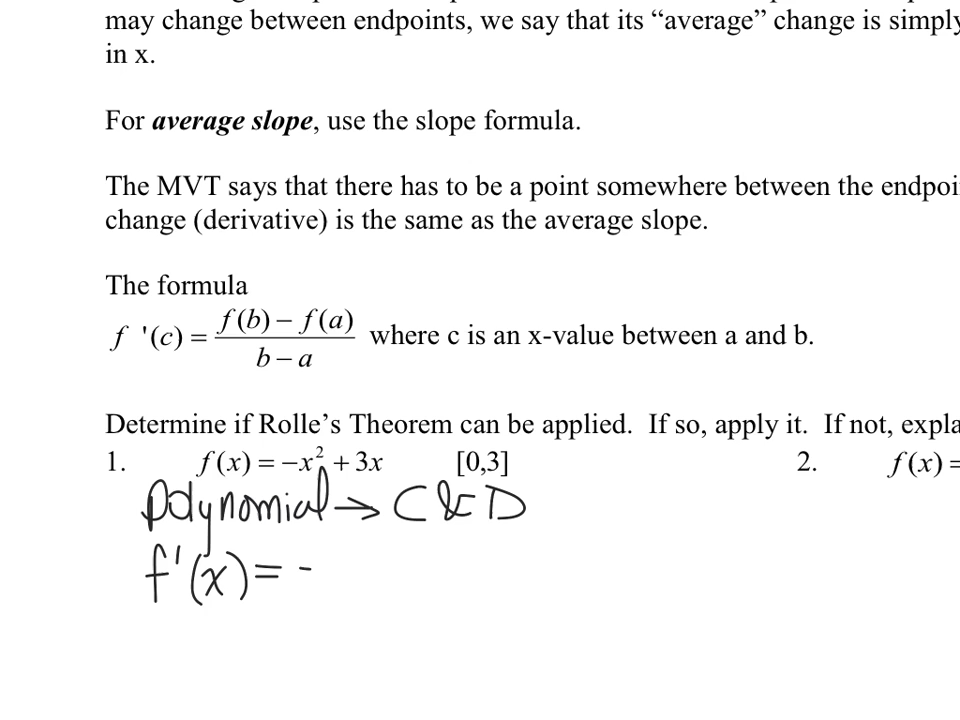 may change between endpoints, we say that its “average” change is simply
in x.
For average slope, use the slope formula.
The MVT says that there has to be a point somewhere between the
change (derivative) is the same as the average slope.
The formula
f '(c) = f(b) − f(a) / b − a where c is an x-value between a and b.
Determine if Rolle’s Theorem can be applied. If so, apply it. If not,
1. f(x) = −x² + 3x [0,3] 2. f(x) =
polynomial → C & D
f'(x) = -